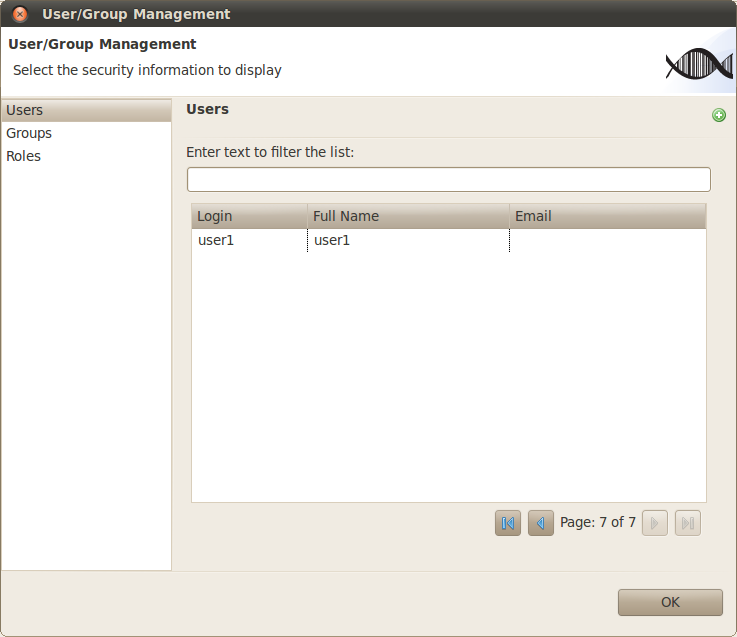 User/Group Management
User/Group Management
Select the security information to display
Users
Groups
Roles
Users
Enter text to filter the list:
Login Full Name Email
user1 user1
Page: 7 of 7
OK